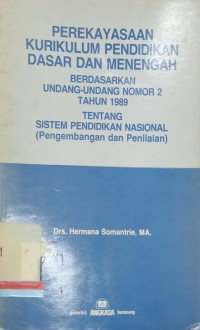 PEREKAYASAAN
KURIKULUM PENDIDIKAN
DASAR DAN MENENGAH
BERDASARKAN
UNDANG-UNDANG NOMOR 2
TAHUN 1989
TENTANG
SISTEM PENDIDIKAN NASIONAL
(Pengembangan dan Penilaian)
Drs. Hermana Somantrie, MA.
penerbit ANGKASA bandung